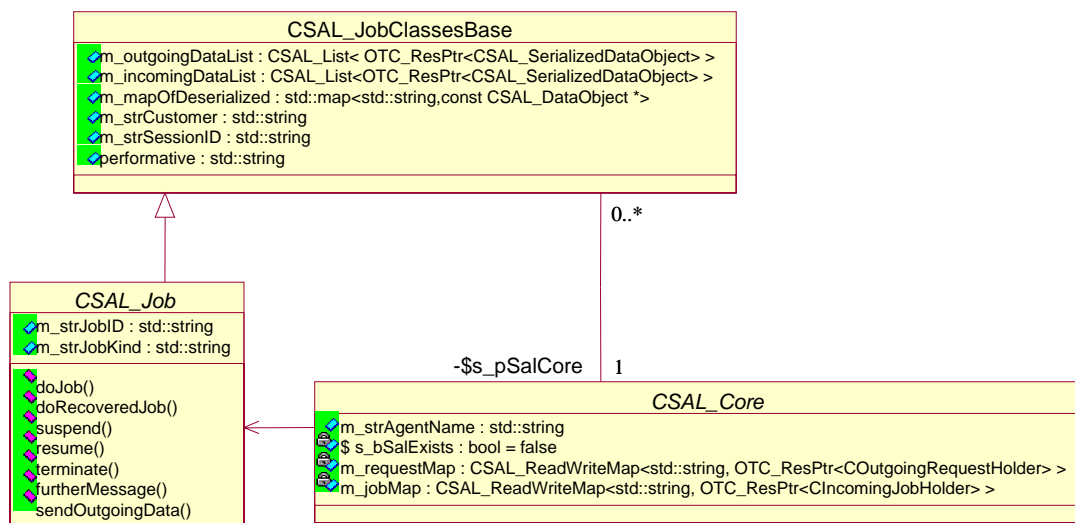 CSAL_JobClassesBase
m_outgoingDataList : CSAL_List< OTC_ResPtr<CSAL_SerializedDataObject> >
m_incomingDataList : CSAL_List<OTC_ResPtr<CSAL_SerializedDataObject> >
m_mapOfDeserialized : std::map<std::string,const CSAL_DataObject *>
m_strCustomer : std::string
m_strSessionID : std::string
performative : std::string
0..*
CSAL_Job
m_strJobID : std::string
m_strJobKind : std::string
doJob()
doRecoveredJob()
suspend()
resume()
terminate()
furtherMessage()
sendOutgoingData()
-$s_pSalCore
1
CSAL_Core
m_strAgentName : std::string
$ s_bSalExists : bool = false
m_requestMap : CSAL_ReadWriteMap<std::string, OTC_ResPtr<COutgoingRequestHolder> >
m_jobMap : CSAL_ReadWriteMap<std::string, OTC_ResPtr<CIncomingJobHolder> >